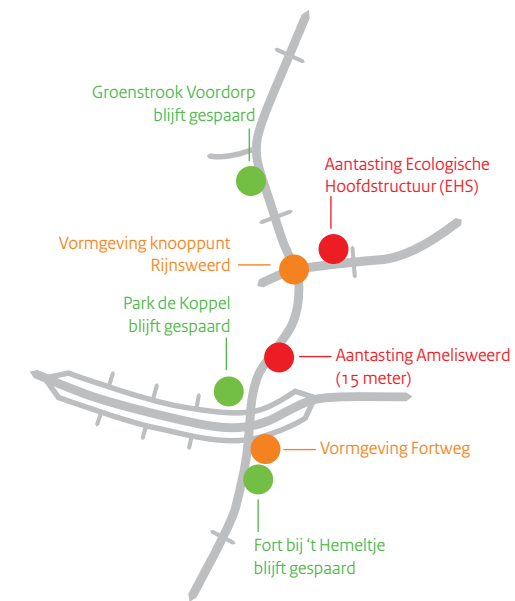 Groenstrook Voordorp
blijft gespaard
Aantasting Ecologische
Hoofdstructuur (EHS)
Vormgeving knooppunt
Rijnsweerd
Park de Koppel
blijft gespaard
Aantasting Amelisweerd
(15 meter)
Vormgeving Fortweg
Fort bij ‘t Hemeltje
blijft gespaard